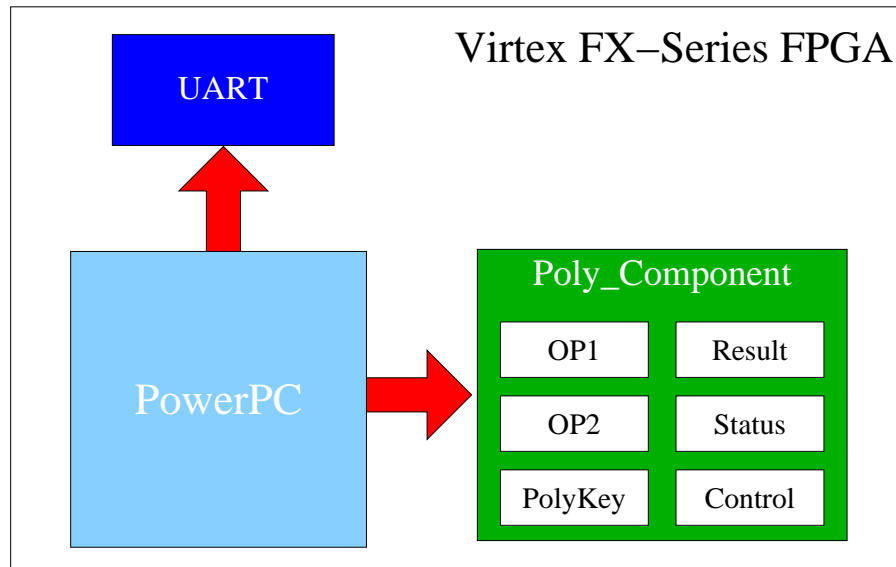 Virtex FX–Series FPGA
UART
PowerPC
Poly_Component
OP1
Result
OP2
Status
PolyKey
Control